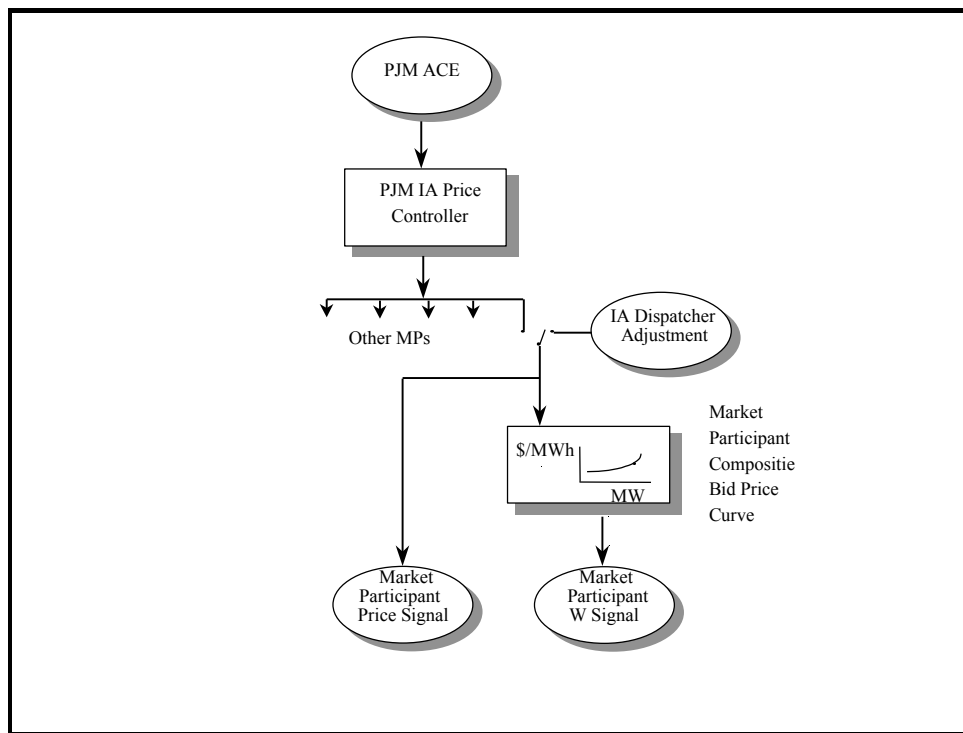 PJM ACE
PJM IA Price
Controller
Other MPs
IA Dispatcher
Adjustment
$/MWh
MW
Market
Participant
Compositie
Bid Price
Curve
Market
Participant
Price Signal
Market
Participant
W Signal